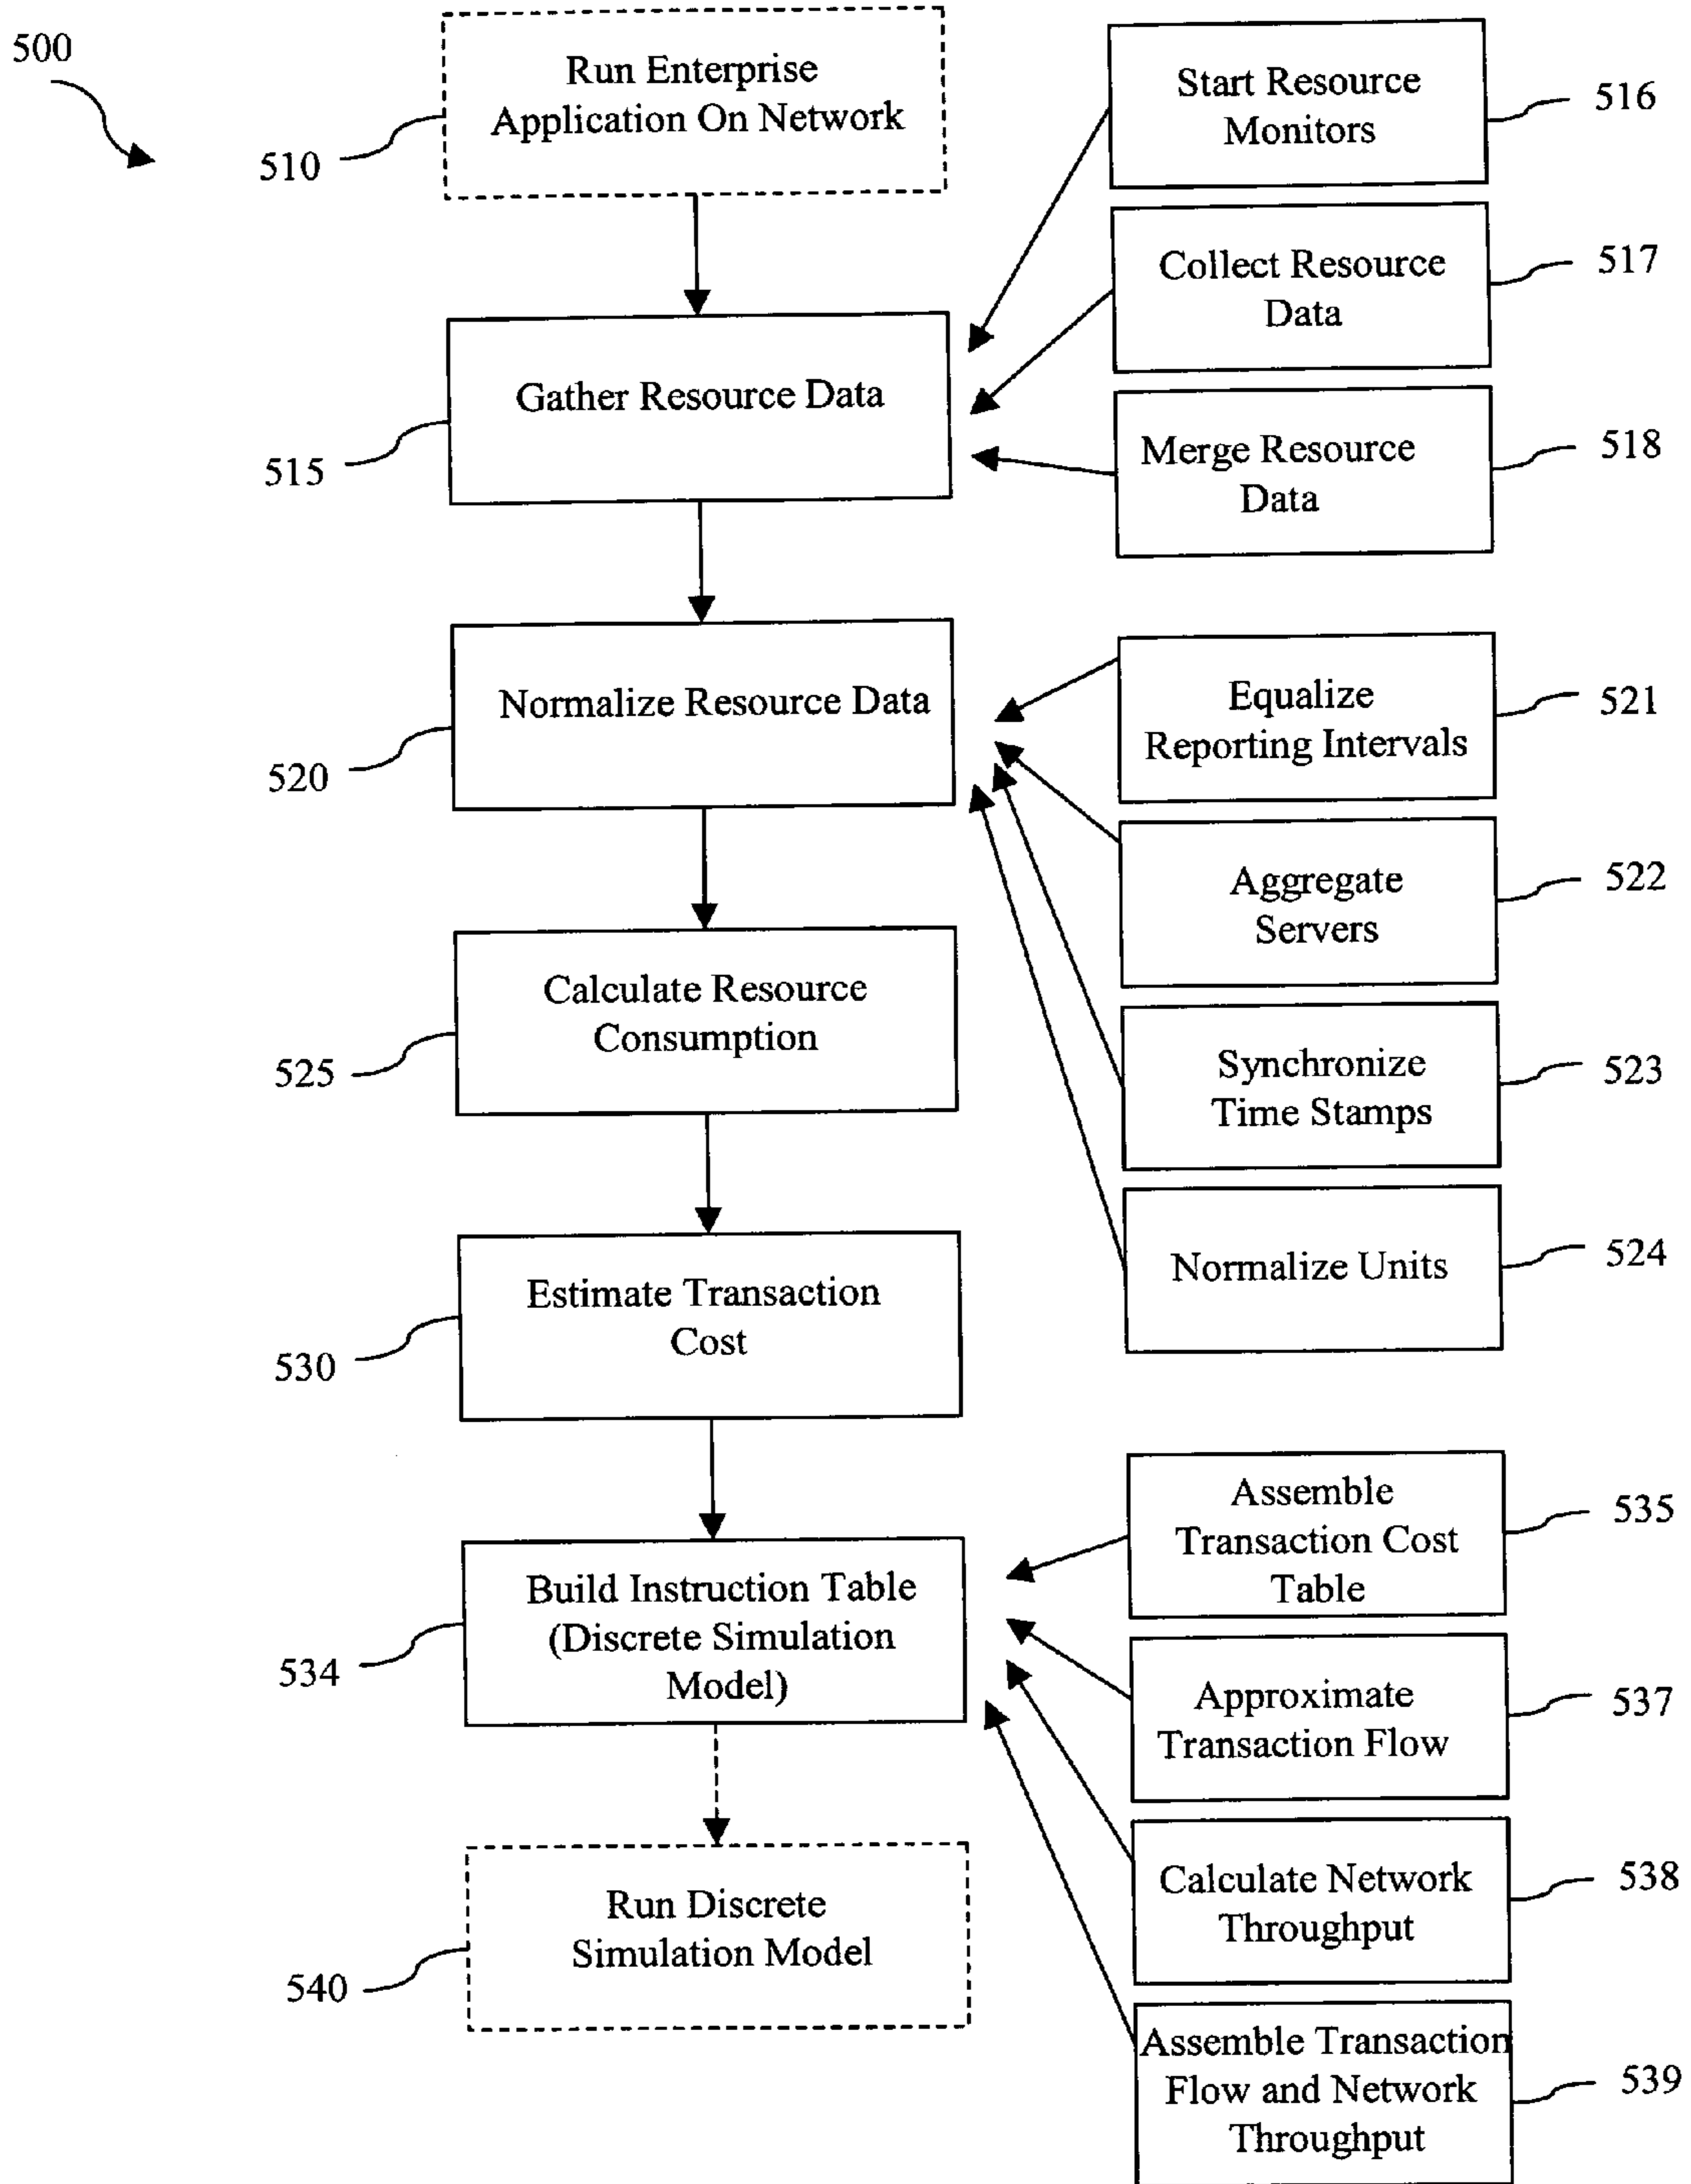 500
Run Enterprise
Application On Network
510
Start Resource
Monitors
516
Collect Resource
Data
517
Gather Resource Data
515
Merge Resource
Data
518
Normalize Resource Data
520
Equalize
Reporting Intervals
521
Aggregate
Servers
522
Calculate Resource
Consumption
525
Synchronize
Time Stamps
523
Normalize Units
524
Estimate Transaction
Cost
530
Assemble
Transaction Cost
Table
535
Build Instruction Table
(Discrete Simulation
Model)
534
Approximate
Transaction Flow
537
Calculate Network
Throughput
538
Run Discrete
Simulation Model
540
Assemble Transaction
Flow and Network
Throughput
539